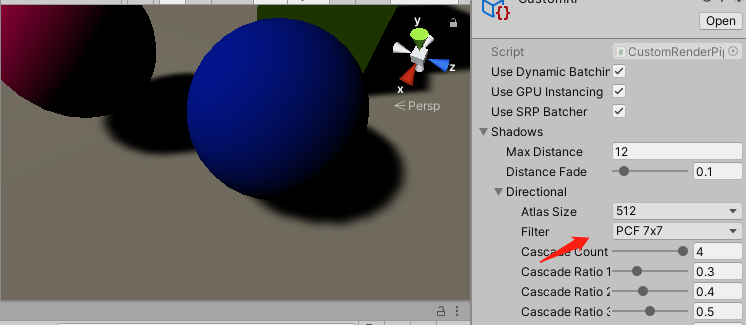 y
z
x
Persp
Open
Script
CustomRenderPip
Use Dynamic Batchin
Use GPU Instancing
Use SRP Batcher
Shadows
Max Distance
12
Distance Fade
0.1
Directional
Atlas Size
512
Filter
PCF 7x7
Cascade Count
4
Cascade Ratio 1
0.3
Cascade Ratio 2
0.4
Cascade Ratio 3
0.5